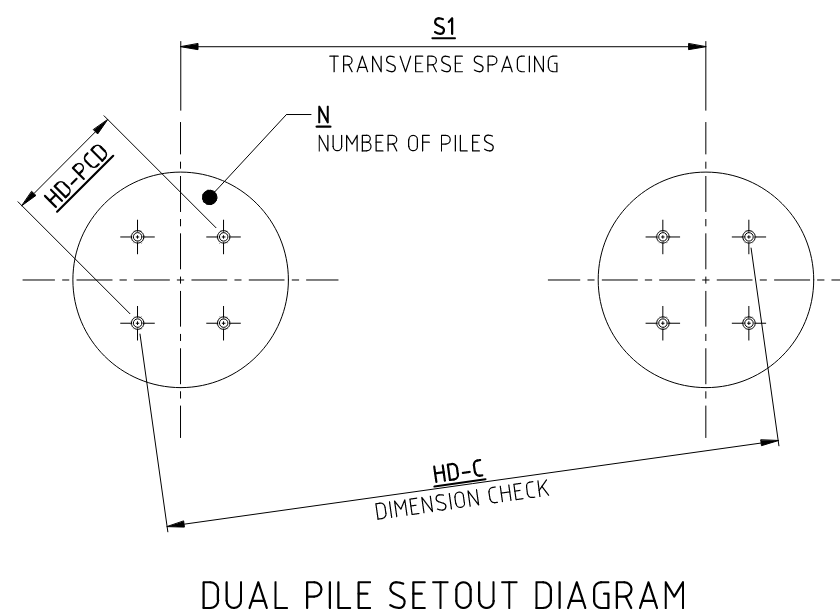 S1
TRANSVERSE SPACING
N
NUMBER OF PILES
HD-PCD
HD-C
DIMENSION CHECK
DUAL PILE SETOUT DIAGRAM